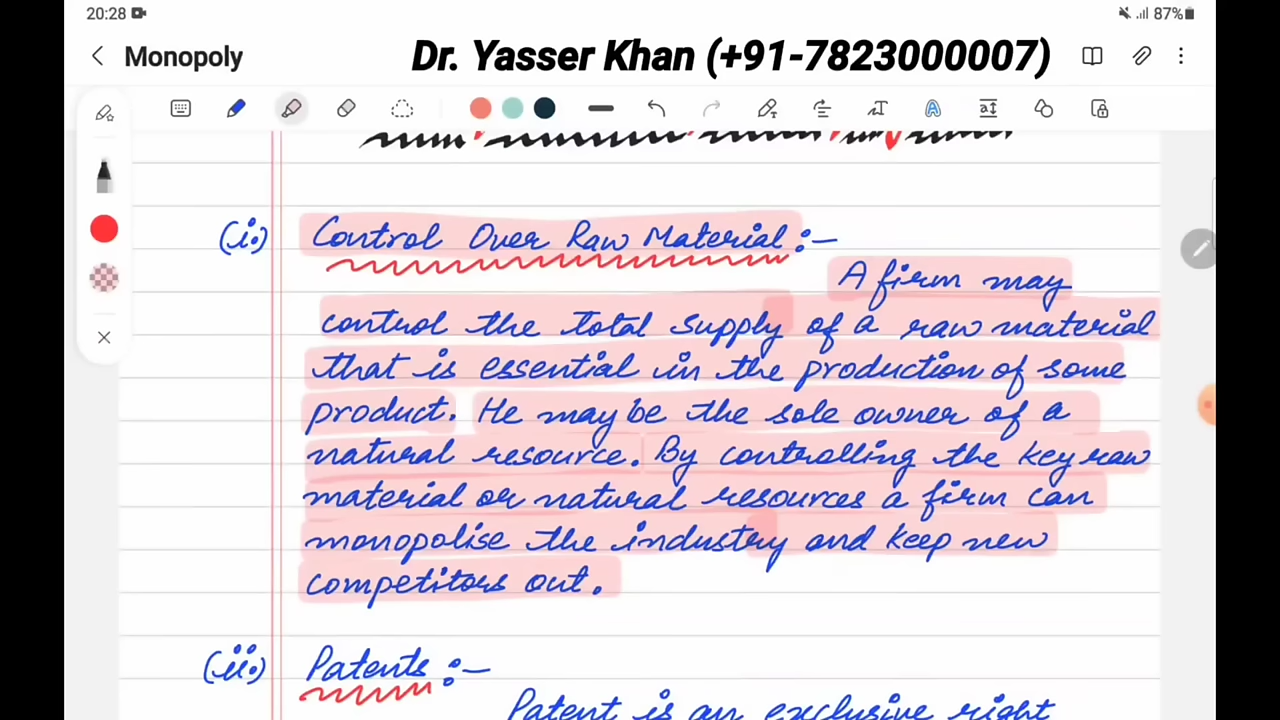 20:28
87%
Monopoly
Dr. Yasser Khan (+91-7823000007)
(i.) Control Over Raw Material :-
A firm may
control the total supply of a raw material
that is essential in the production of some
product. He may be the sole owner of a
natural resource. By controlling the key raw
material or natural resources a firm can
monopolise the industry and keep new
competitors out.
(ii.) Patents :-
Patent is an exclusive right